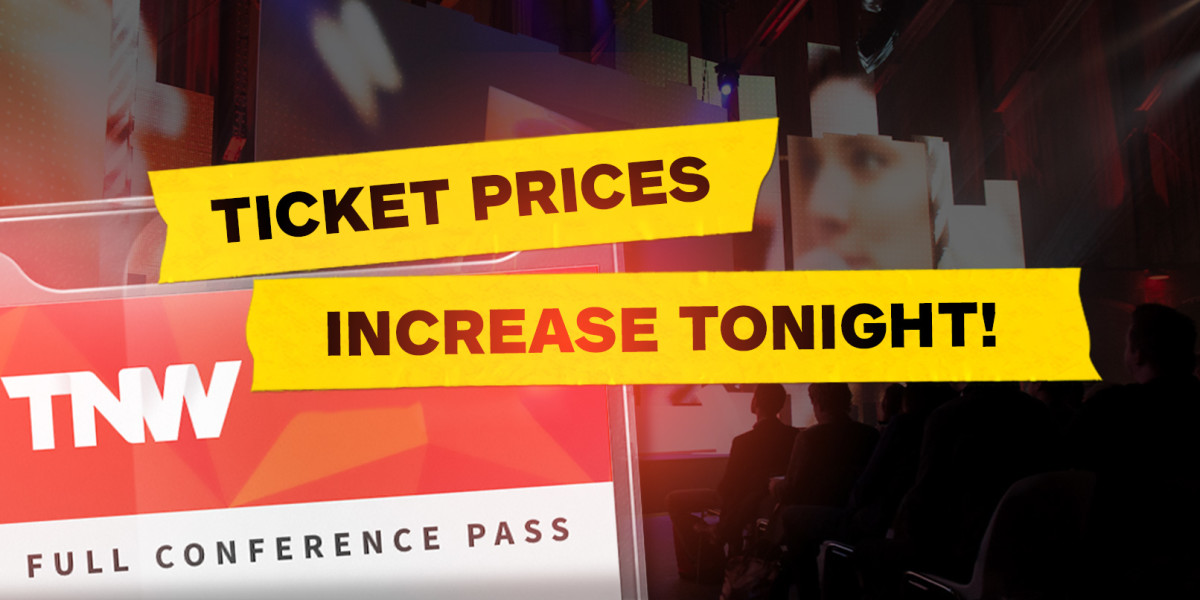 TICKET PRICES
INCREASE TONIGHT!
TNW
FULL CONFERENCE PASS